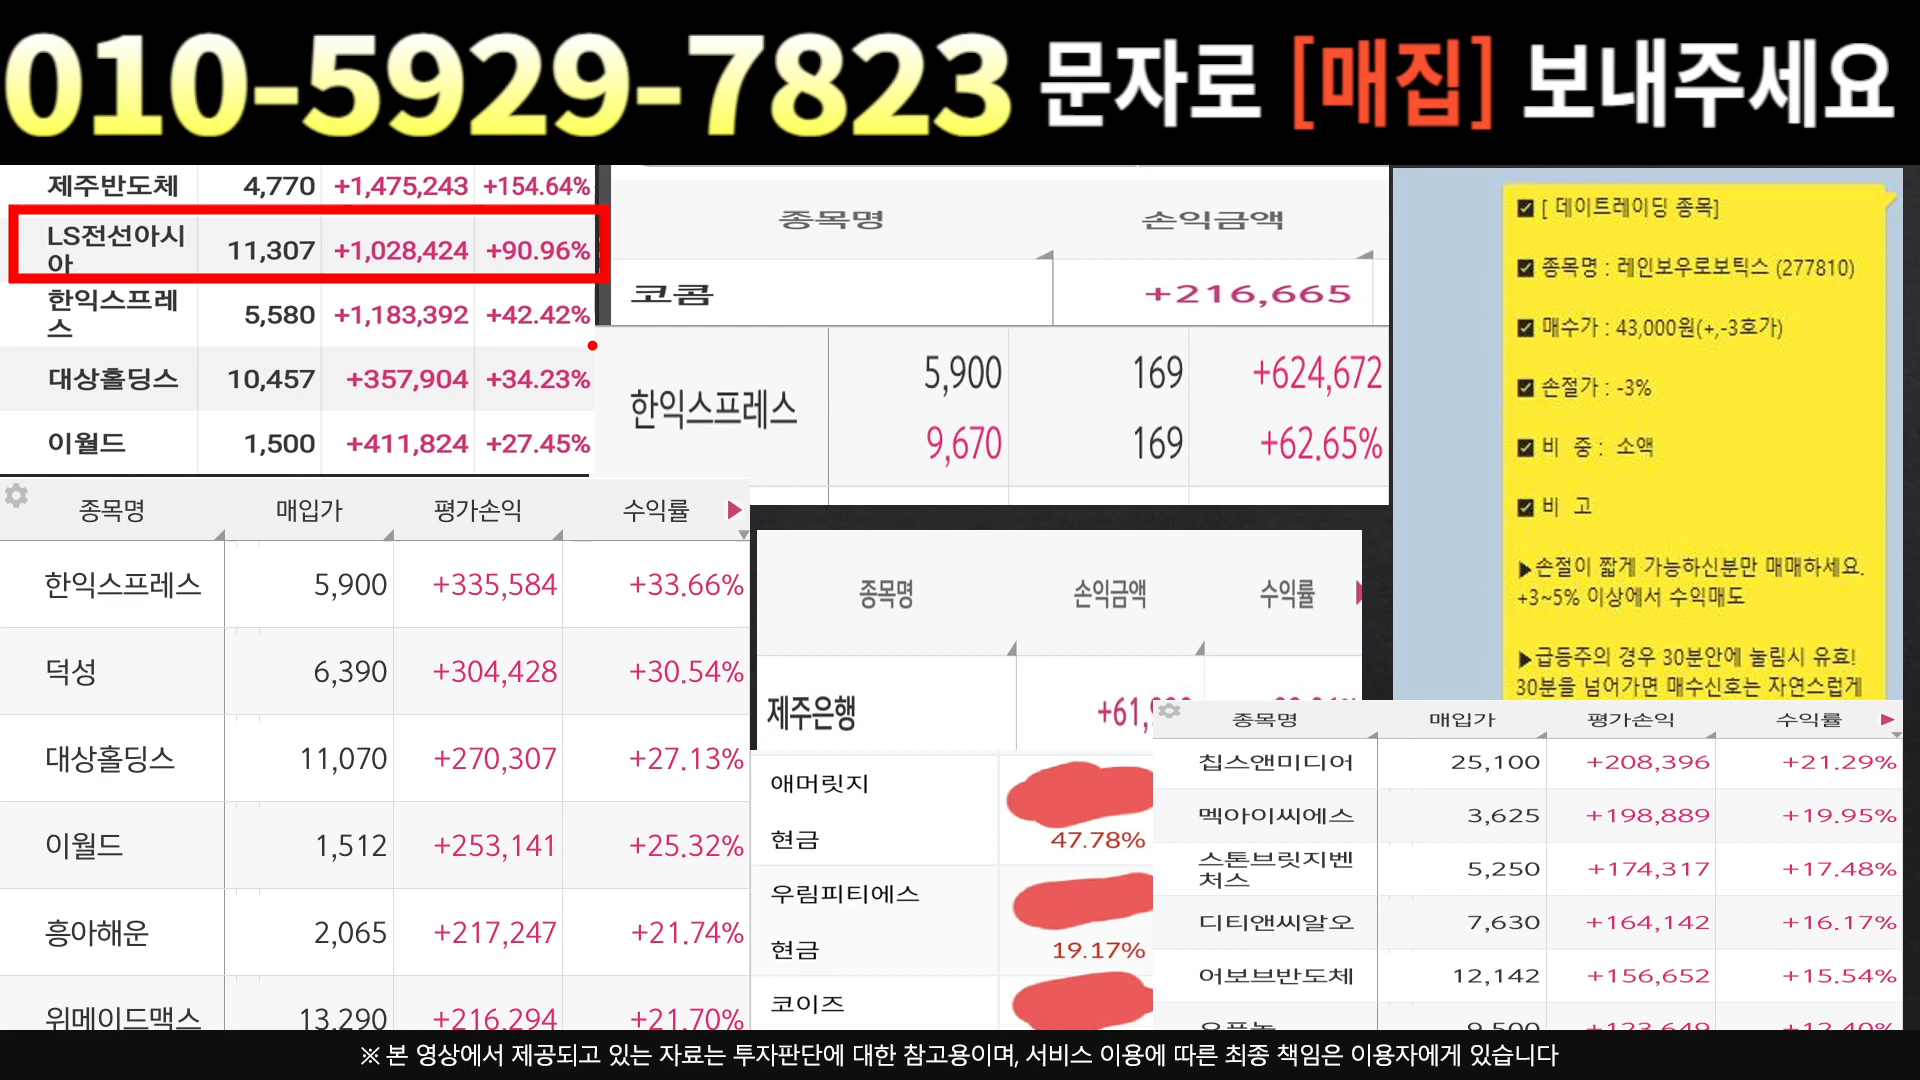 010-5929-7823 문자로 [매집] 보내주세요
제주반도체 4,770 +1,475,243 +154.64%
LS전선아시
아 11,307 +1,028,424 +90.96%
한익스프레
스 5,580 +1,183,392 +42.42%
대상홀딩스 10,457 +357,904 +34.23%
이월드 1,500 +411,824 +27.45%
종목명 손익금액
코콤 +216,665
한익스프레스
5,900 169 +624,672
9,670 169 +62.65%
☑ [ 데이트레이딩 종목]
☑ 종목명 : 레인보우로보틱스 (277810)
☑ 매수가 : 43,000원(+,-3호가)
☑ 손절가 : -3%
☑ 비 중 : 소액
☑ 비 고
▶손절이 짧게 가능하신분만 매매하세요.
+3~5% 이상에서 수익매도
▶급등주의 경우 30분안에 눌림시 유효!
30분을 넘어가면 매수신호는 자연스럽게
종목명 매입가 평가손익 수익률
한익스프레스 5,900 +335,584 +33.66%
덕성 6,390 +304,428 +30.54%
대상홀딩스 11,070 +270,307 +27.13%
이월드 1,512 +253,141 +25.32%
흥아해운 2,065 +217,247 +21.74%
위메이드맥스 13,290 +216,294 +21.70%
종목명 손익금액 수익률
제주은행 +61,
애머릿지
현금 47.78%
우림피티에스
현금 19.17%
코이즈
종목명 매입가 평가손익 수익률
칩스앤미디어 25,100 +208,396 +21.29%
멕아이씨에스 3,625 +198,889 +19.95%
스톤브릿지벤
처스 5,250 +174,317 +17.48%
디티앤씨알오 7,630 +164,142 +16.17%
어보브반도체 12,142 +156,652 +15.54%
※ 본 영상에서 제공되고 있는 자료는 투자판단에 대한 참고용이며, 서비스 이용에 따른 최종 책임은 이용자에게 있습니다